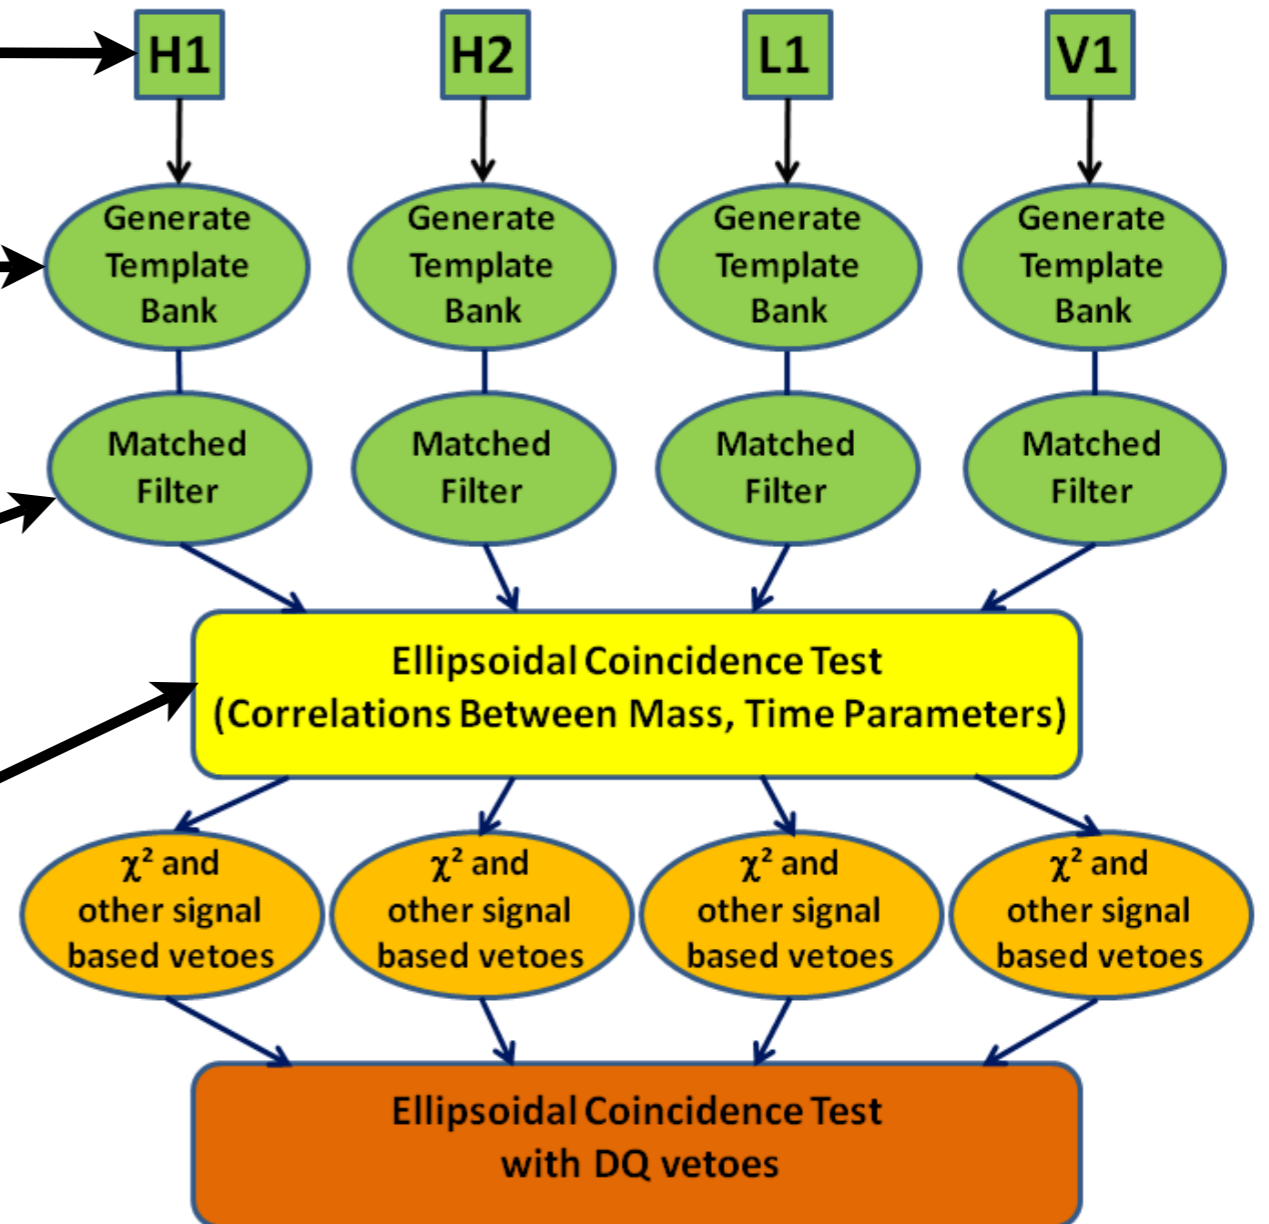 H1 H2 L1 V1
Generate Generate Generate Generate
Template Template Template Template
Bank Bank Bank Bank
Matched Matched Matched Matched
Filter Filter Filter Filter
Ellipsoidal Coincidence Test
(Correlations Between Mass, Time Parameters)
χ² and χ² and χ² and χ² and
other signal other signal other signal other signal
based vetoes based vetoes based vetoes based vetoes
Ellipsoidal Coincidence Test
with DQ vetoes